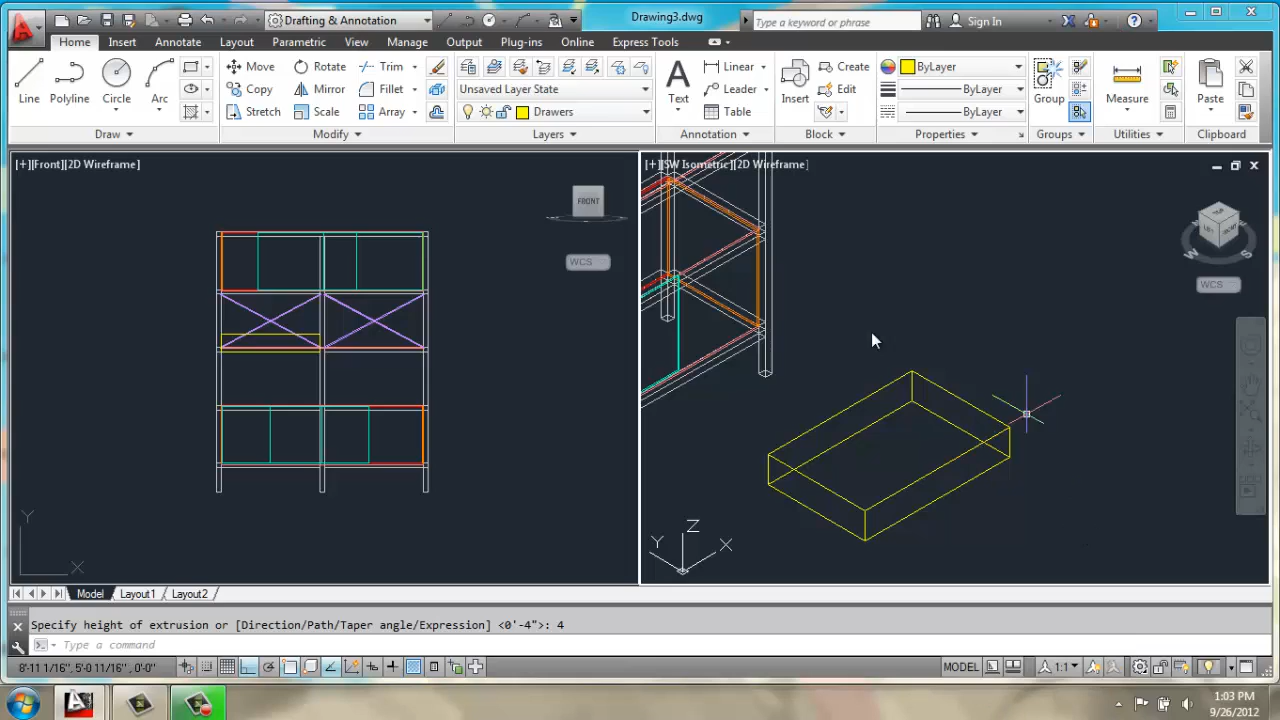 Drafting & Annotation
Drawing3.dwg
Type a keyword or phrase
Sign In
Home Insert Annotate Layout Parametric View Manage Output Plug-ins Online Express Tools
Line
Polyline
Circle
Arc
Move
Rotate
Trim
Copy
Mirror
Fillet
Stretch
Scale
Array
Unsaved Layer State
Drawers
Text
Linear
Leader
Table
Insert
Create
Edit
ByLayer
ByLayer
ByLayer
Group
Measure
Paste
Draw
Modify
Layers
Annotation
Block
Properties
Groups
Utilities
Clipboard
[+][Front][2D Wireframe]
[+][SW Isometric][2D Wireframe]
FRONT
WCS
TOP
LEFT
FRONT
W
S
WCS
Y
X
Z
Y
X
Model Layout1 Layout2
Specify height of extrusion or [Direction/Path/Taper angle/Expression] <0'-4">: 4
Type a command
8'-11 1/16", 5'-0 11/16", 0'-0"
MODEL
1:1
1:03 PM
9/26/2012